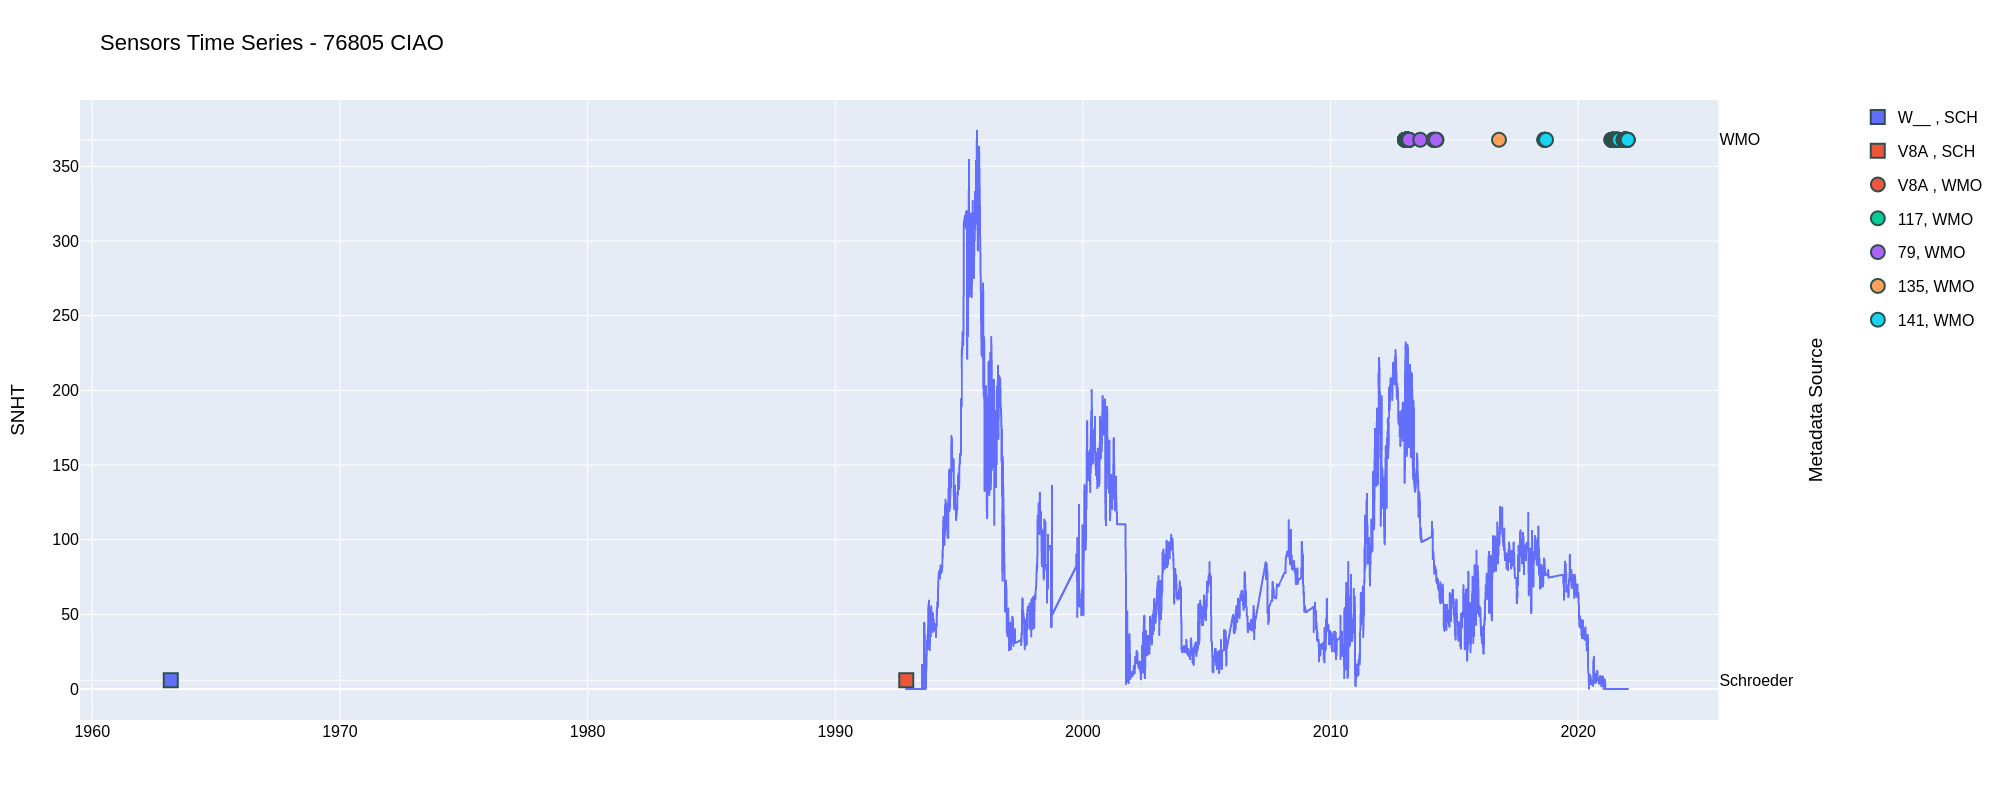 Sensors Time Series - 76805 CIAO
SNHT
350
300
250
200
150
100
50
0
1960
1970
1980
1990
2000
2010
2020
WMO
Schroeder
Metadata Source
W__ , SCH
V8A , SCH
V8A , WMO
117, WMO
79, WMO
135, WMO
141, WMO